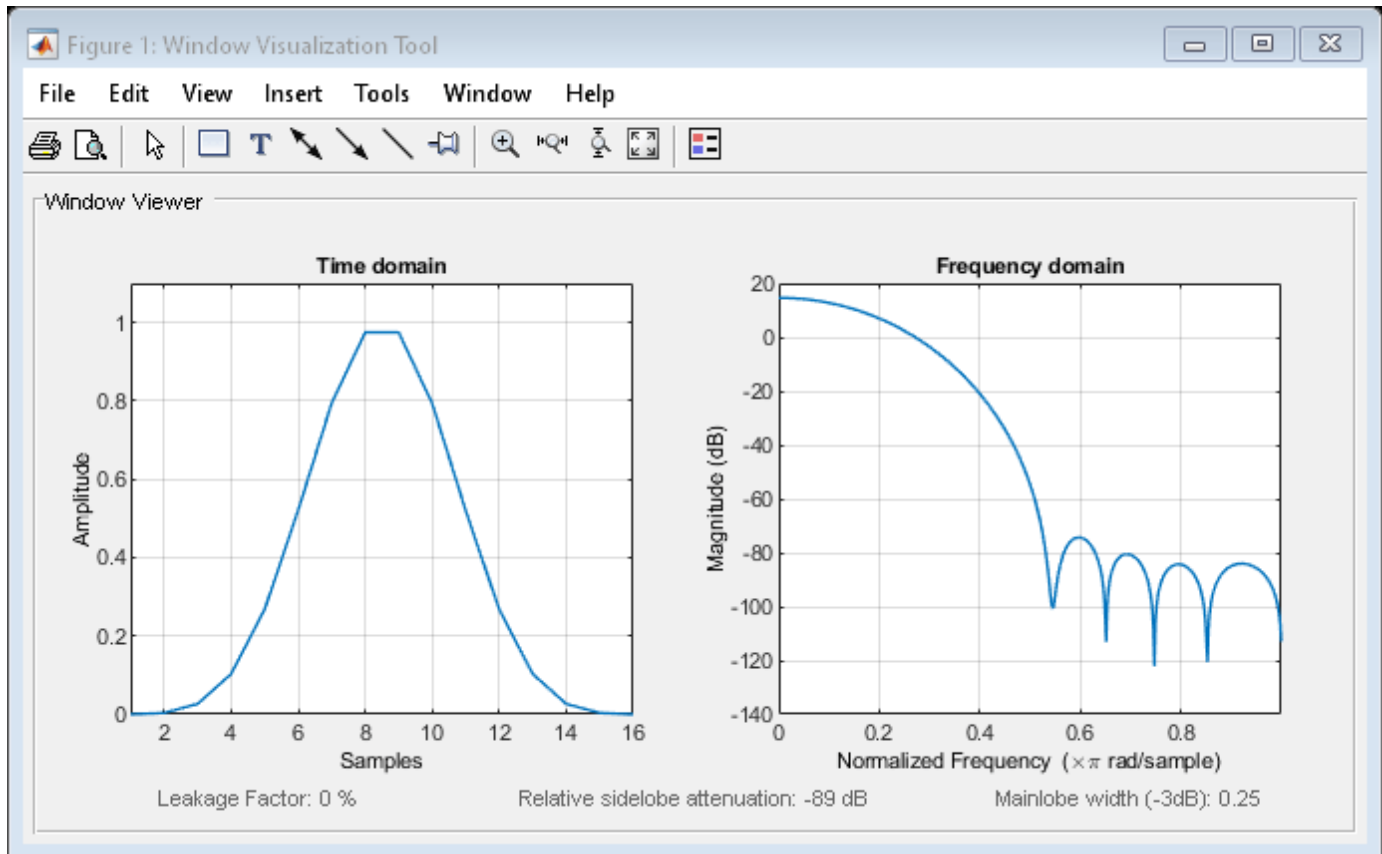 Figure 1: Window Visualization Tool
File Edit View Insert Tools Window Help
T
Window Viewer
Time domain
1
0.8
0.6
0.4
0.2
0
Amplitude
2 4 6 8 10 12 14 16
Samples
Frequency domain
20
0
-20
-40
-60
-80
-100
-120
-140
Magnitude (dB)
0 0.2 0.4 0.6 0.8
Normalized Frequency (×π rad/sample)
Leakage Factor: 0 % Relative sidelobe attenuation: -89 dB Mainlobe width (-3dB): 0.25